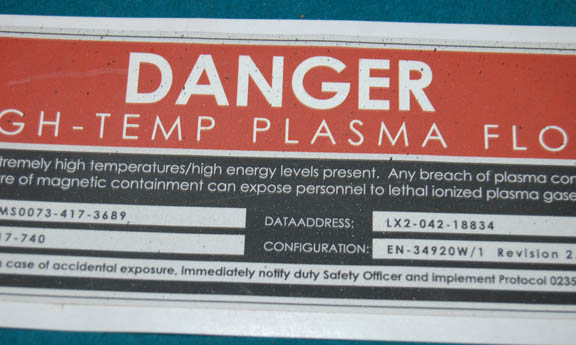 DANGER
GH-TEMP PLASMA FLO
xtremely high temperatures/high energy levels present. Any breach of plasma con
re of magnetic containment can expose personnel to lethal ionized plasma gase
MS0073-417-3689
DATAADDRESS: LX2-042-18834
17-740
CONFIGURATION: EN-34920W/1 Revision 2.
n case of accidental exposure, immediately notify duty Safety Officer and implement Protocol 0235